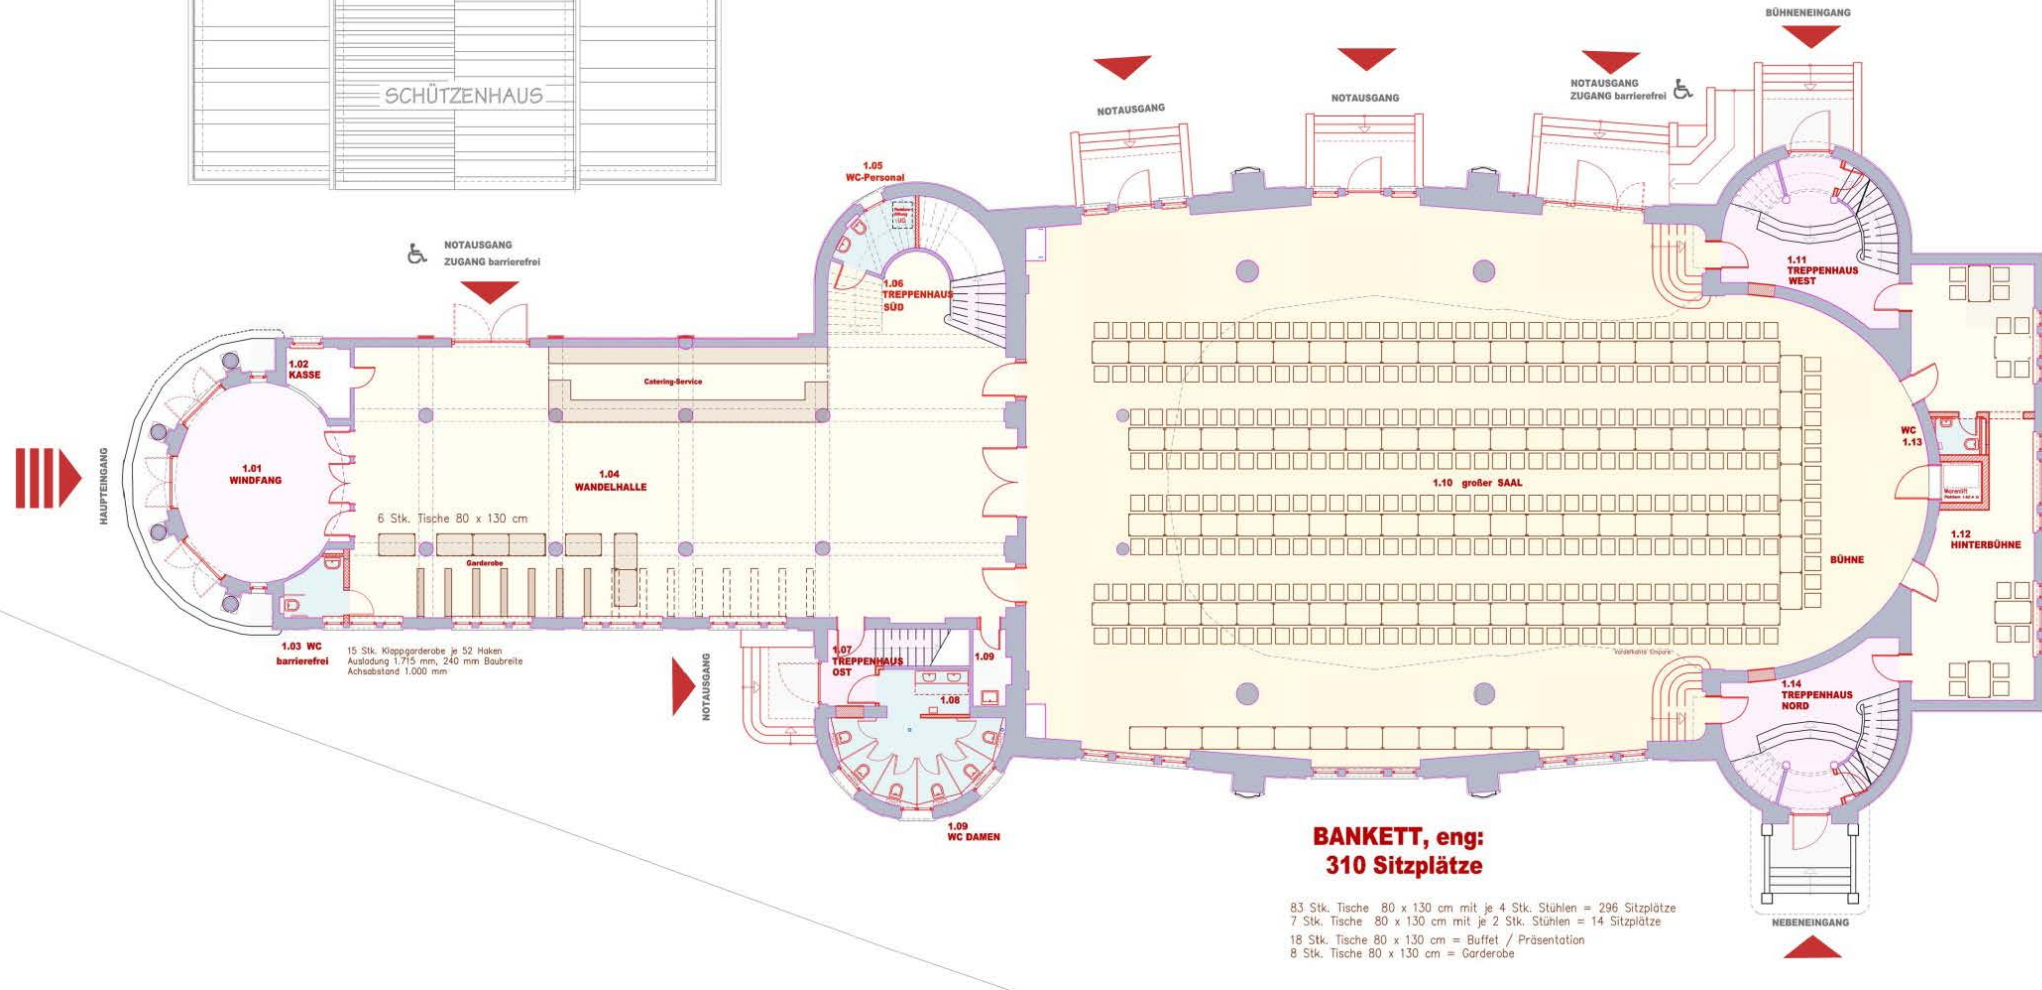 BÜHNENEINGANG
SCHÜTZENHAUS
NOTAUSGANG
NOTAUSGANG
NOTAUSGANG
ZUGANG barrierefrei
1.05
WC-Personal
NOTAUSGANG
ZUGANG barrierefrei
1.06
TREPPENHAUS
SÜD
1.11
TREPPENHAUS
WEST
1.02
KASSE
Catering-Service
HAUPTEINGANG
1.01
WINDFANG
1.04
WANDELHALLE
1.10 großer SAAL
WC
1.13
Warenlift
6 Stk. Tische 80 x 130 cm
Garderobe
1.12
HINTERBÜHNE
BÜHNE
1.03 WC
barrierefrei
15 Stk. Klappgarderobe je 52 Haken
Ausladung 1.715 mm, 240 mm Baubreite
Achsabstand 1.000 mm
NOTAUSGANG
1.07
TREPPENHAUS
OST
1.09
1.08
1.14
TREPPENHAUS
NORD
1.09
WC DAMEN
BANKETT, eng:
310 Sitzplätze
83 Stk. Tische 80 x 130 cm mit je 4 Stk. Stühlen = 296 Sitzplätze
7 Stk. Tische 80 x 130 cm mit je 2 Stk. Stühlen = 14 Sitzplätze
18 Stk. Tische 80 x 130 cm = Buffet / Präsentation
8 Stk. Tische 80 x 130 cm = Garderobe
NEBENEINGANG